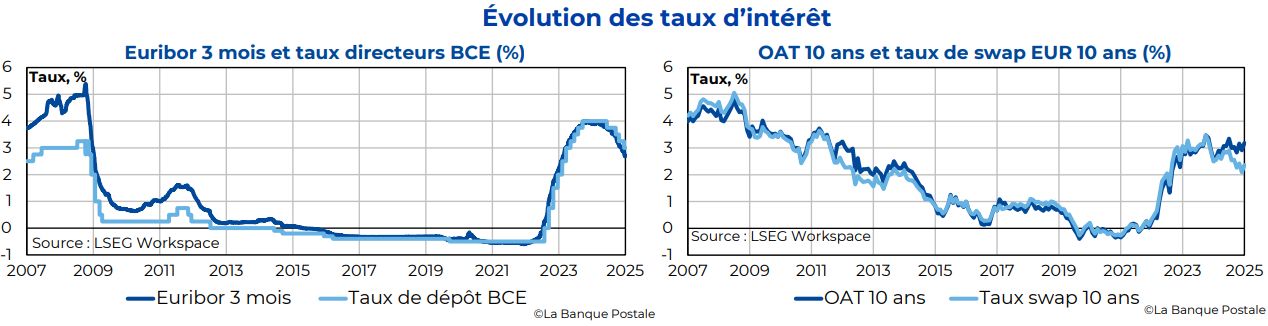 Évolution des taux d'intérêt
Euribor 3 mois et taux directeurs BCE (%)
6
5
4
3
2
1
0
-1
Taux, %
Source : LSEG Workspace
2007 2009 2011 2013 2015 2017 2019 2021 2023 2025
Euribor 3 mois Taux de dépôt BCE
©La Banque Postale
OAT 10 ans et taux de swap EUR 10 ans (%)
6
5
4
3
2
1
0
-1
Taux, %
Source : LSEG Workspace
2007 2009 2011 2013 2015 2017 2019 2021 2023 2025
OAT 10 ans Taux swap 10 ans
©La Banque Postale